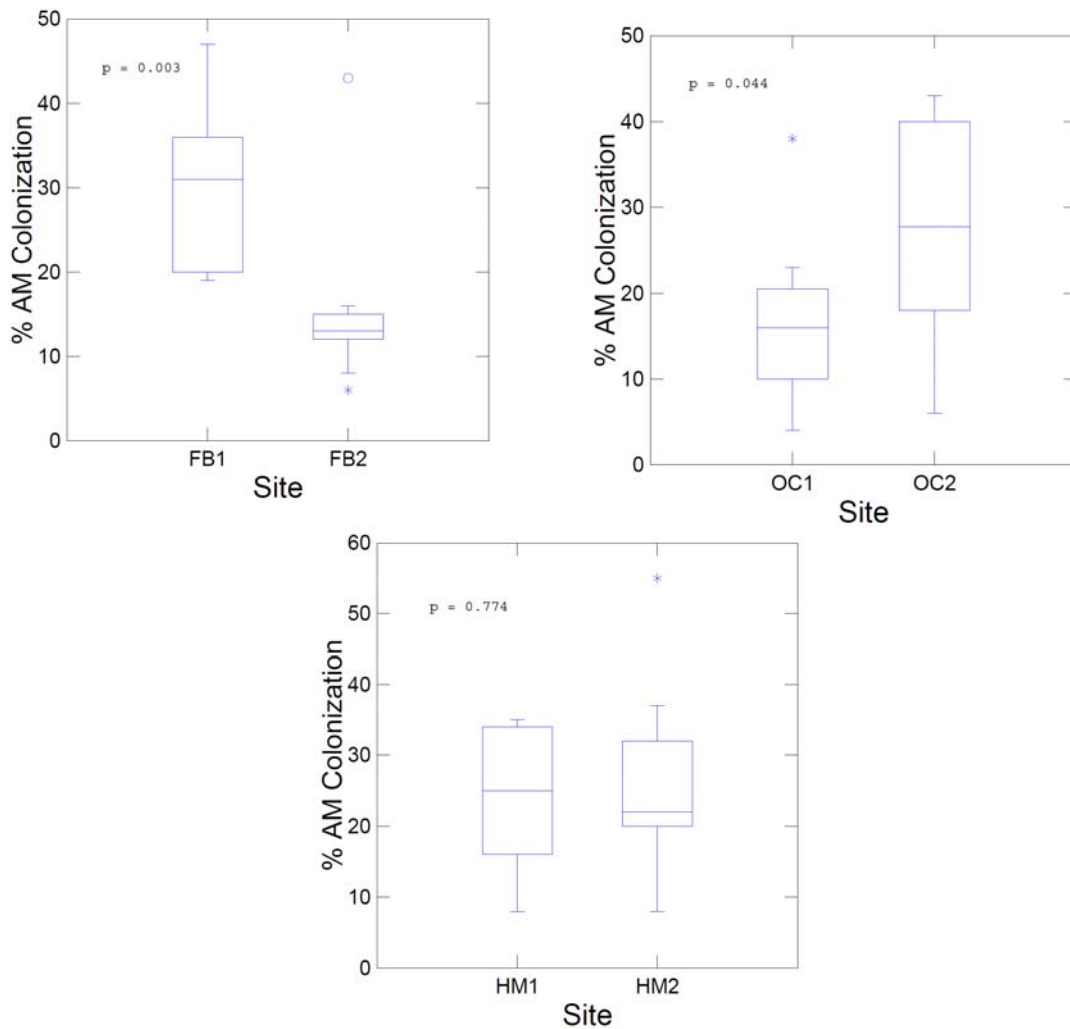 50
40
30
20
10
0
% AM Colonization
p = 0.003
FB1 FB2
Site
50
40
30
20
10
0
% AM Colonization
p = 0.044
OC1 OC2
Site
60
50
40
30
20
10
0
% AM Colonization
p = 0.774
HM1 HM2
Site